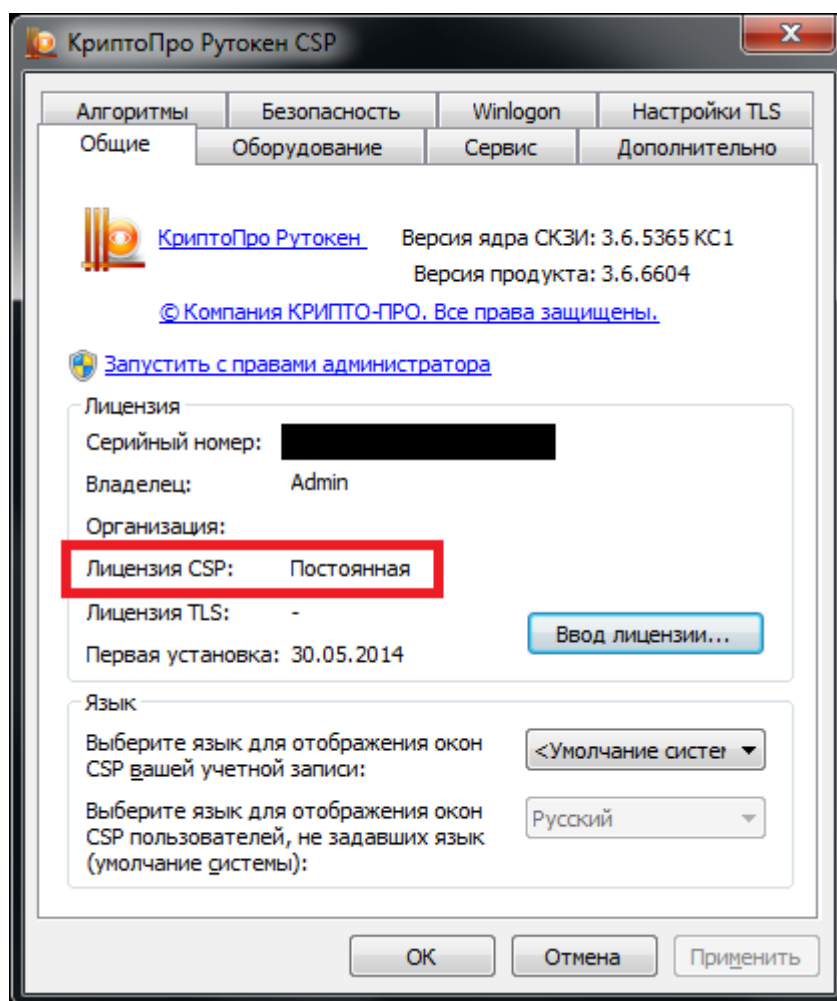 КриптоПро Рутокен CSP
Алгоритмы Безопасность Winlogon Настройки TLS
Общие Оборудование Сервис Дополнительно
КриптоПро Рутокен Версия ядра СКЗИ: 3.6.5365 КС1
Версия продукта: 3.6.6604
© Компания КРИПТО-ПРО. Все права защищены.
Запустить с правами администратора
Лицензия
Серийный номер:
Владелец: Admin
Организация:
Лицензия CSP: Постоянная
Лицензия TLS: -
Ввод лицензии...
Первая установка: 30.05.2014
Язык
Выберите язык для отображения окон
CSP вашей учетной записи:
<Умолчание систег
Выберите язык для отображения окон
CSP пользователей, не задавших язык
(умолчание системы):
Русский
ОК Отмена Применить